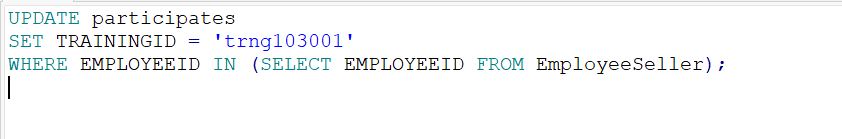 UPDATE participates
SET TRAININGID = 'trng103001'
WHERE EMPLOYEEID IN (SELECT EMPLOYEEID FROM EmployeeSeller);